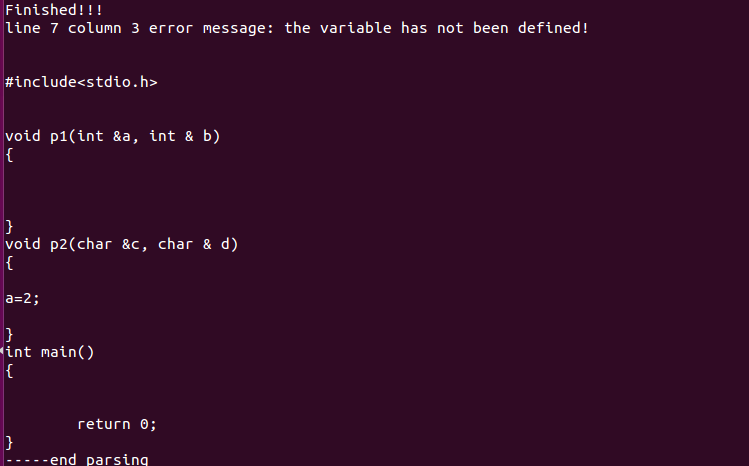 Finished!!!
line 7 column 3 error message: the variable has not been defined!
#include<stdio.h>
void p1(int &a, int & b)
{
}
void p2(char &c, char & d)
{
a=2;
}
int main()
{
return 0;
}
-----end parsing